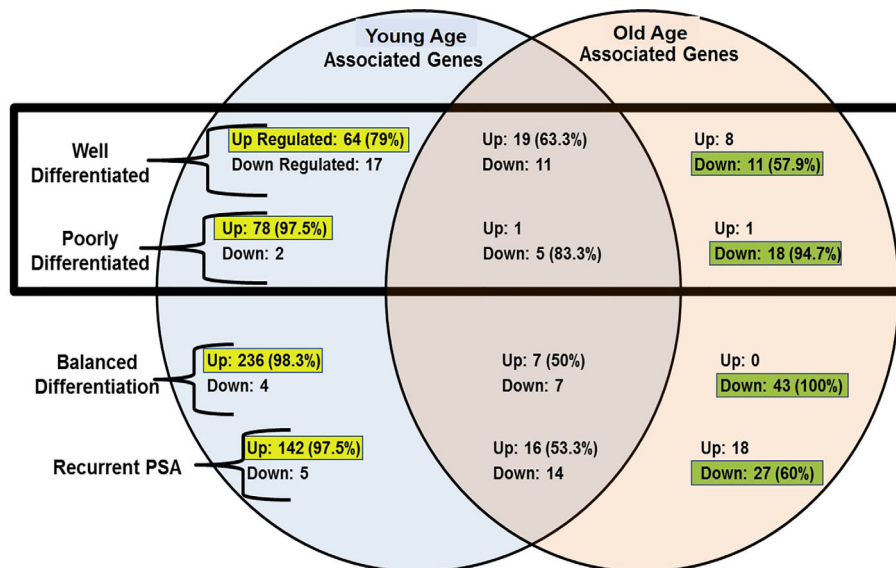 Young Age
Associated Genes
Old Age
Associated Genes
Well
Differentiated
Up Regulated: 64 (79%)
Down Regulated: 17
Up: 19 (63.3%)
Down: 11
Up: 8
Down: 11 (57.9%)
Poorly
Differentiated
Up: 78 (97.5%)
Down: 2
Up: 1
Down: 5 (83.3%)
Up: 1
Down: 18 (94.7%)
Balanced
Differentiation
Up: 236 (98.3%)
Down: 4
Up: 7 (50%)
Down: 7
Up: 0
Down: 43 (100%)
Recurrent PSA
Up: 142 (97.5%)
Down: 5
Up: 16 (53.3%)
Down: 14
Up: 18
Down: 27 (60%)